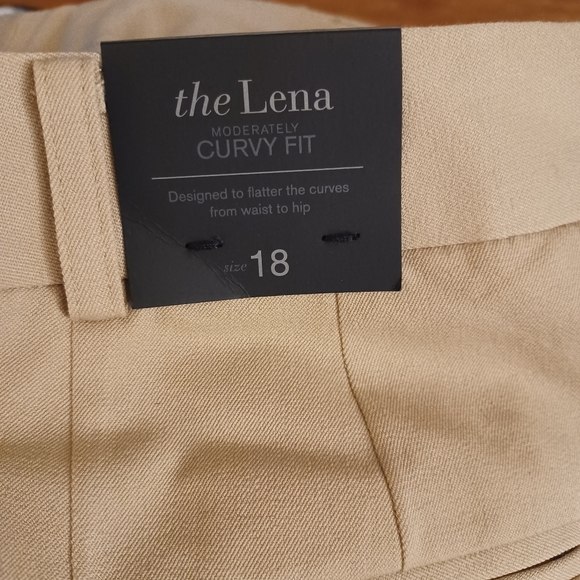 the Lena
MODERATELY
CURVY FIT
Designed to flatter the curves
from waist to hip
size 18